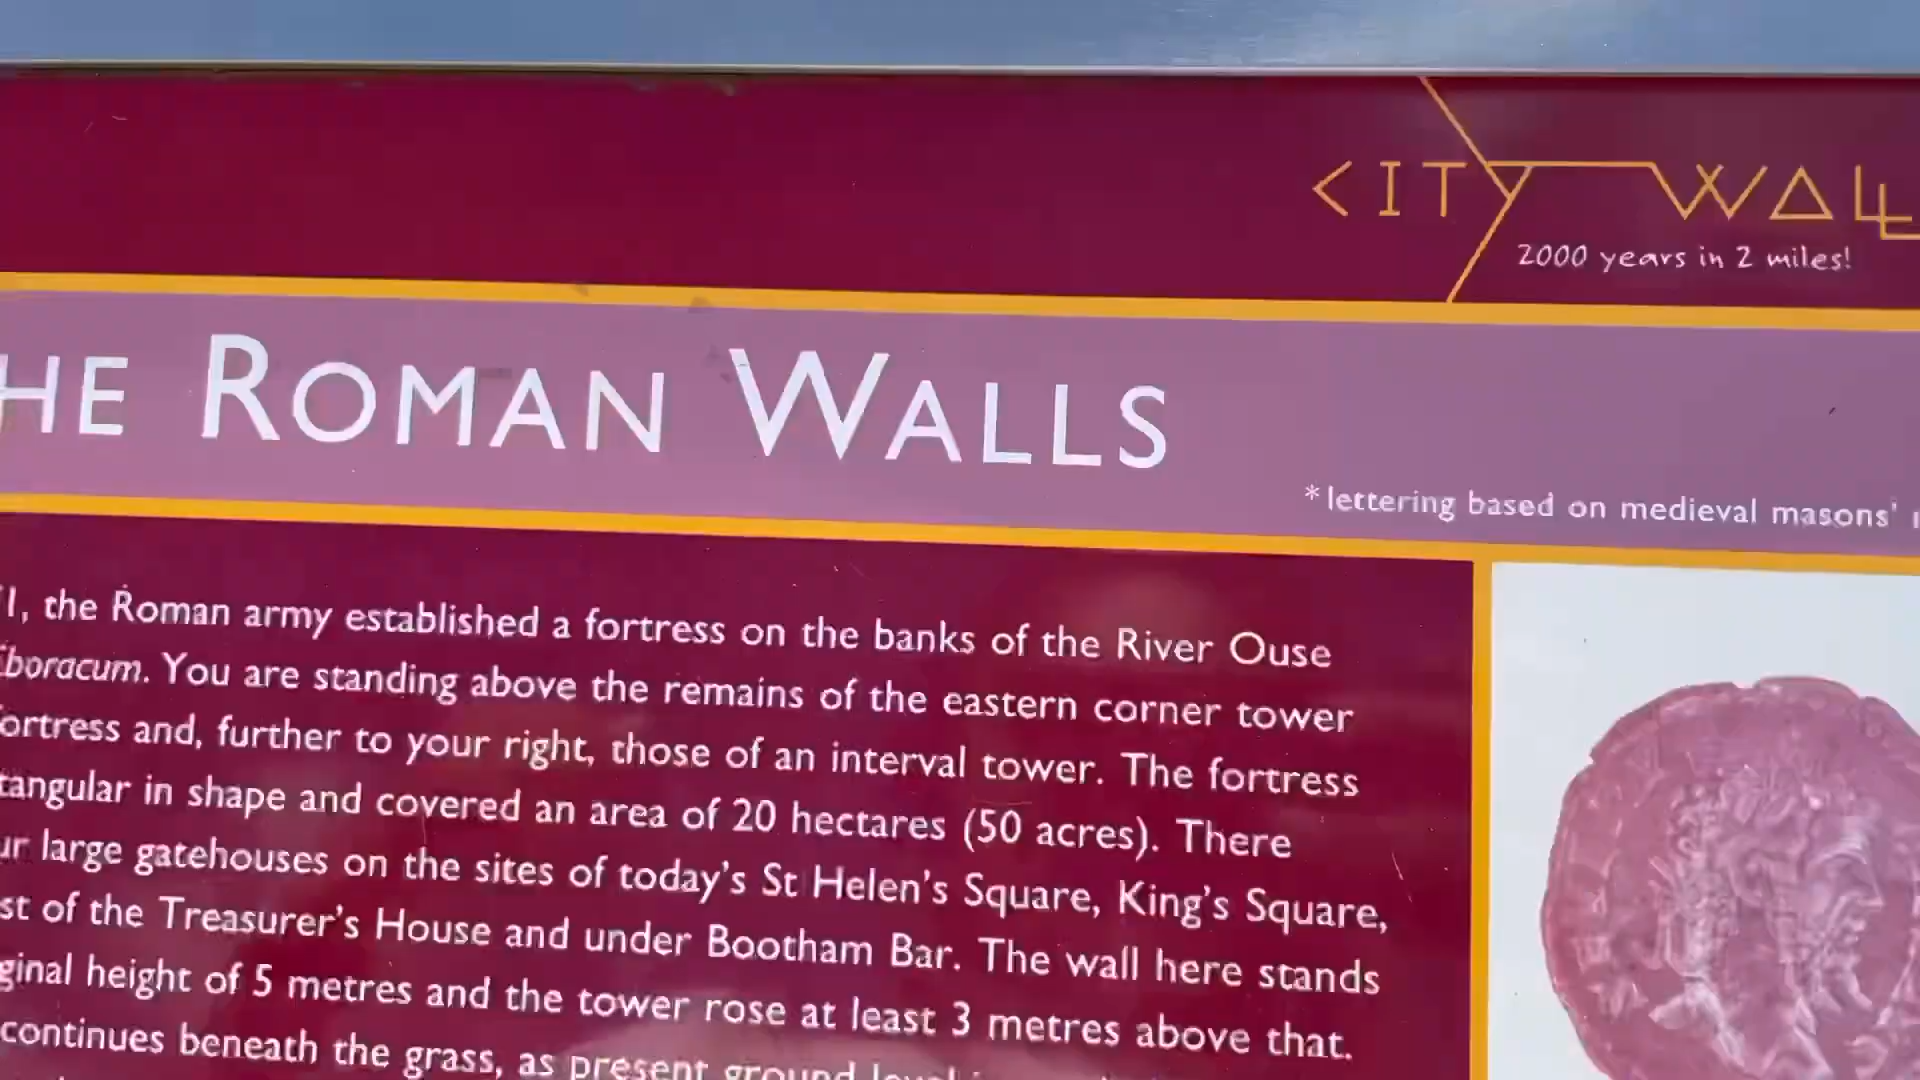 CITY WALL
2000 years in 2 miles!
HE ROMAN WALLS
*lettering based on medieval masons'
1, the Roman army established a fortress on the banks of the River Ouse
boracum. You are standing above the remains of the eastern corner tower
ortress and, further to your right, those of an interval tower. The fortress
tangular in shape and covered an area of 20 hectares (50 acres). There
ur large gatehouses on the sites of today's St Helen's Square, King's Square,
st of the Treasurer's House and under Bootham Bar. The wall here stands
ginal height of 5 metres and the tower rose at least 3 metres above that.
continues beneath the grass, as present ground level